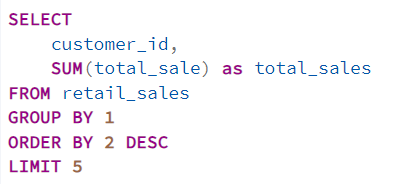 SELECT
    customer_id,
    SUM(total_sale) as total_sales
FROM retail_sales
GROUP BY 1
ORDER BY 2 DESC
LIMIT 5